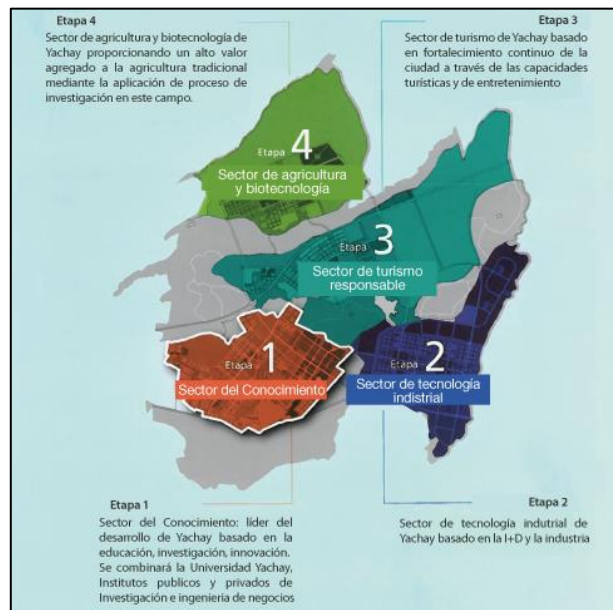 Etapa 4
Sector de agricultura y biotecnología de
Yachay proporcionando un alto valor
agregado a la agricultura tradicional
mediante la aplicación de proceso de
investigación en este campo.
Etapa 3
Sector de turismo de Yachay basado
en fortalecimiento continuo de la
ciudad a través de las capacidades
turísticas y de entretenimiento
Etapa 4
Sector de agricultura
y biotecnología
Etapa 3
Sector de turismo
responsable
Etapa 1
Sector del Conocimiento
Etapa 2
Sector de tecnología
indistrial
Etapa 1
Sector del Conocimiento: líder del
desarrollo de Yachay basado en la
educación, investigación, innovación.
Se combinará la Universidad Yachay,
Institutos publicos y privados de
Investigación e ingenieria de negocios
Etapa 2
Sector de tecnología indutrial de
Yachay basado en la I+D y la industria